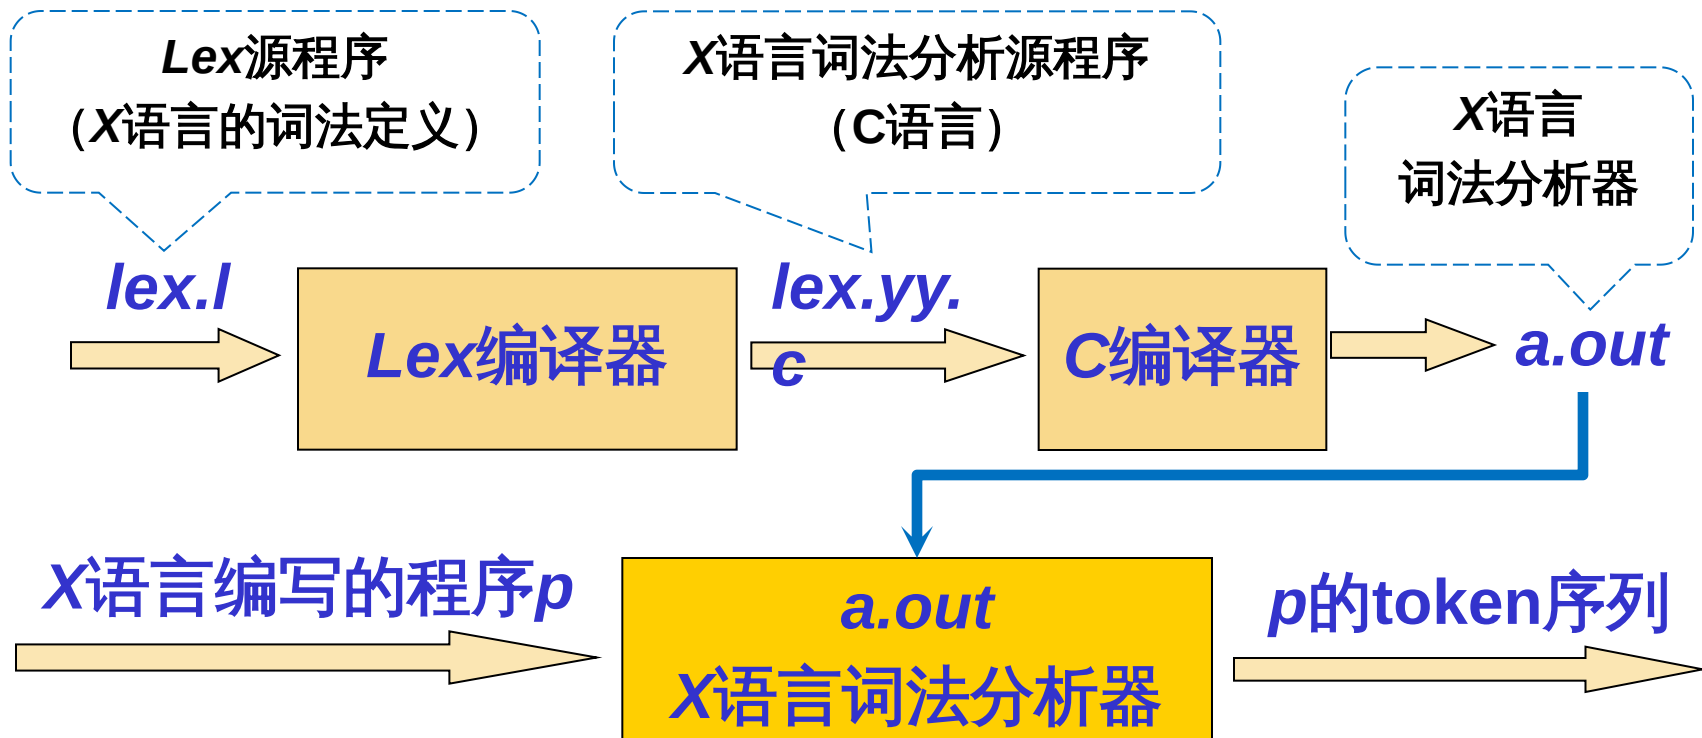 Lex源程序
（X语言的词法定义）
X语言词法分析源程序
（C语言）
X语言
词法分析器
lex.l
Lex编译器
lex.yy.
c
C编译器
a.out
X语言编写的程序p
a.out
X语言词法分析器
p的token序列